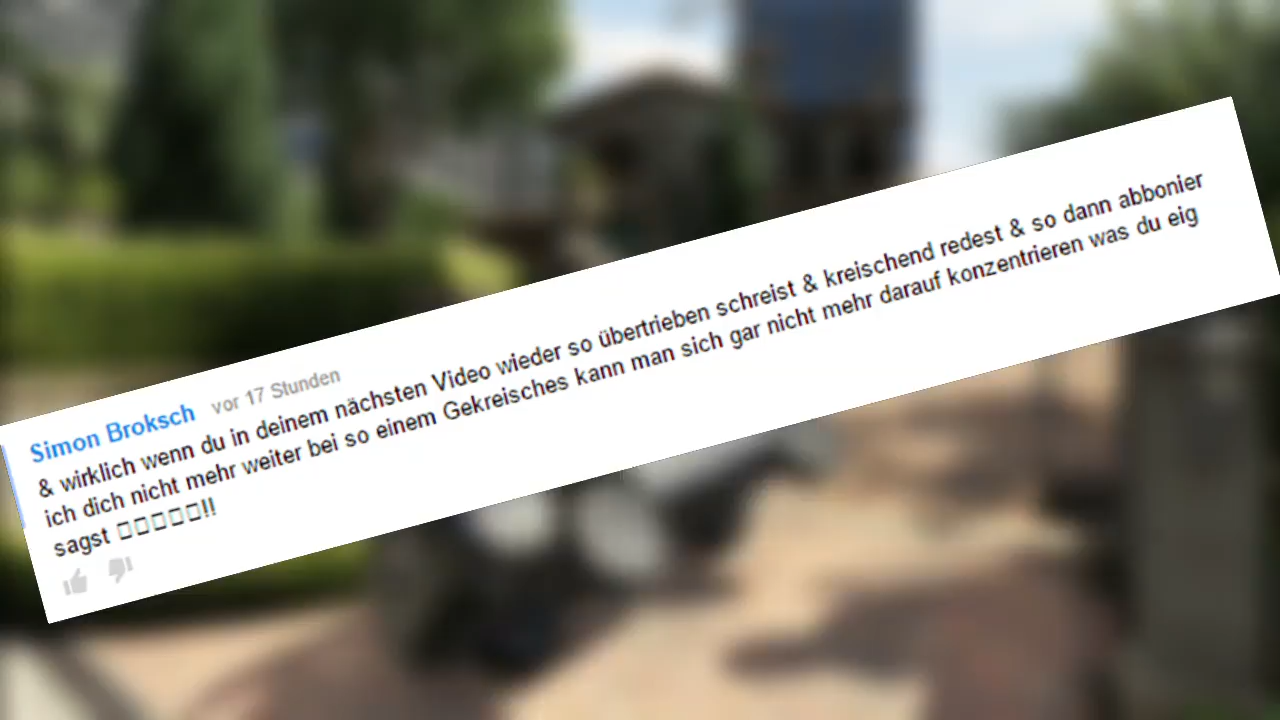 Simon Broksch vor 17 Stunden
& wirklich wenn du in deinem nächsten Video wieder so übertrieben schreist & kreischend redest & so dann abbonier
ich dich nicht mehr weiter bei so einem Gekreisches kann man sich gar nicht mehr darauf konzentrieren was du eig
sagst □□□□□!!